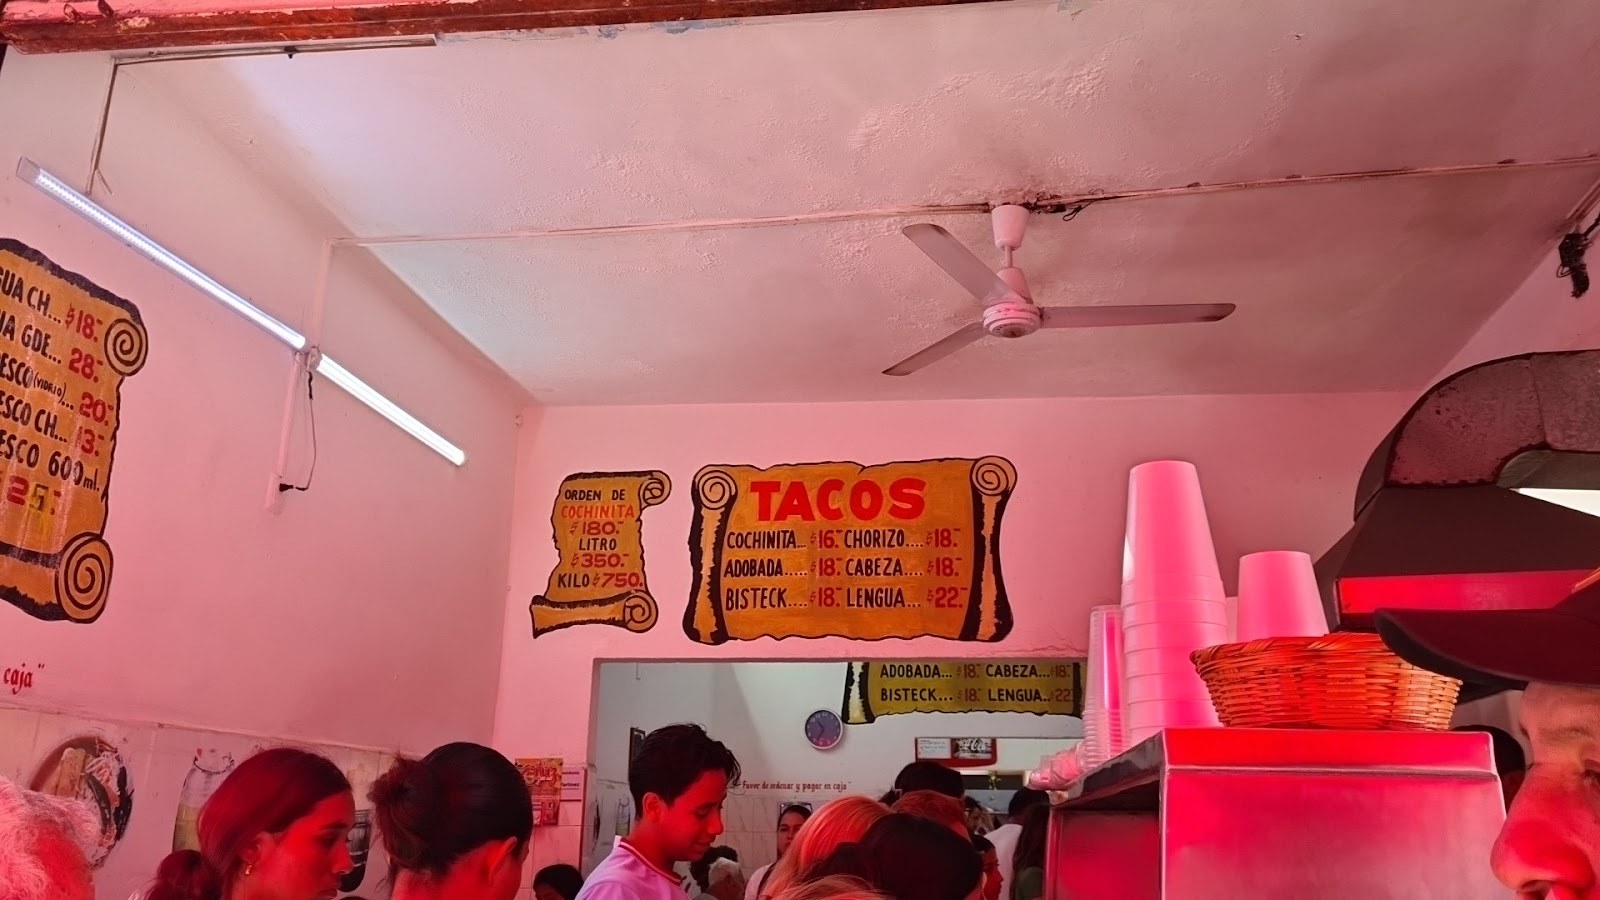 GUA CH... $18.-
UA GDE... 28.-
ESCO (VIDRIO)... 20.-
ESCO CH... 13.-
ESCO 600 ml.
25.-
caja"
ORDEN DE
COCHINITA
$180.-
LITRO
$350.-
KILO $750.
TACOS
COCHINITA... $16.- CHORIZO.... $18.-
ADOBADA..... $18.- CABEZA.... $18.-
BISTECK.... $18.- LENGUA... $22.-
ADOBADA... $18. CABEZA... $18.
BISTECK... $18. LENGUA.. $22
"Favor de ordenar y pagar en caja"